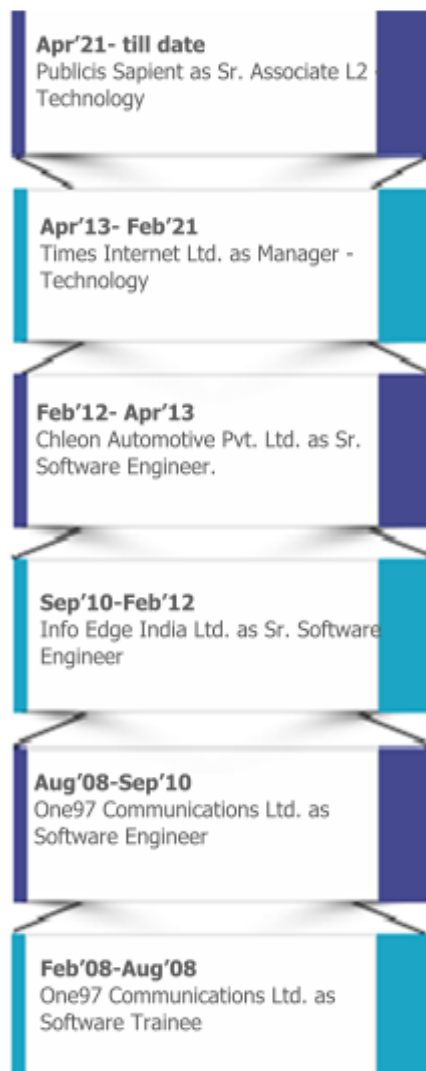 Apr'21- till date
Publicis Sapient as Sr. Associate L2 -
Technology
Apr'13- Feb'21
Times Internet Ltd. as Manager -
Technology
Feb'12- Apr'13
Chleon Automotive Pvt. Ltd. as Sr.
Software Engineer.
Sep'10-Feb'12
Info Edge India Ltd. as Sr. Software
Engineer
Aug'08-Sep'10
One97 Communications Ltd. as
Software Engineer
Feb'08-Aug'08
One97 Communications Ltd. as
Software Trainee